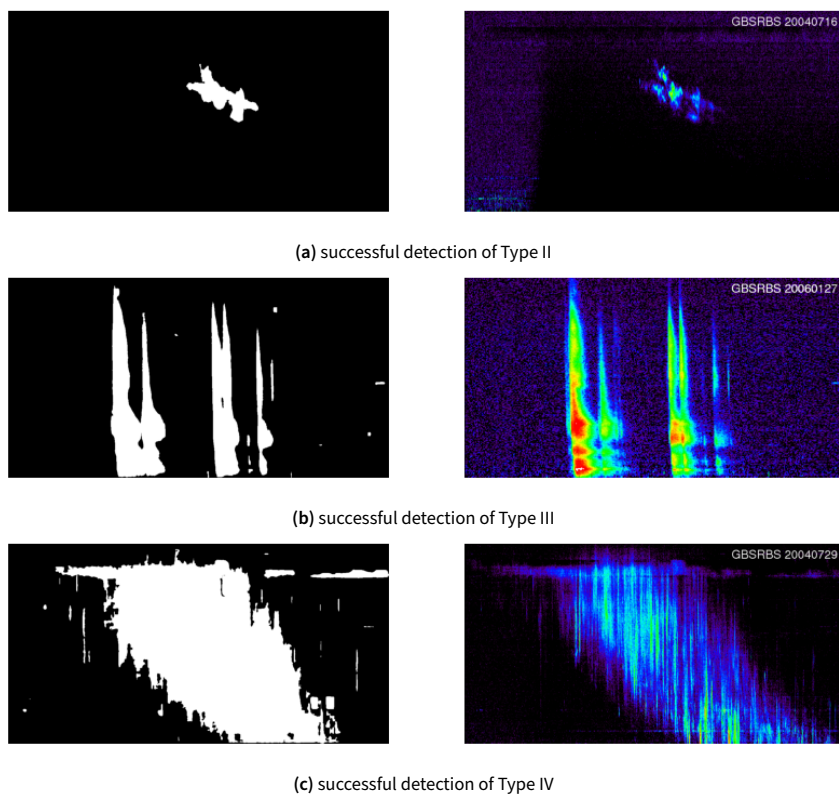 GBSRBS 20040716
(a) successful detection of Type II
GBSRBS 20060127
(b) successful detection of Type III
GBSRBS 20040729
(c) successful detection of Type IV